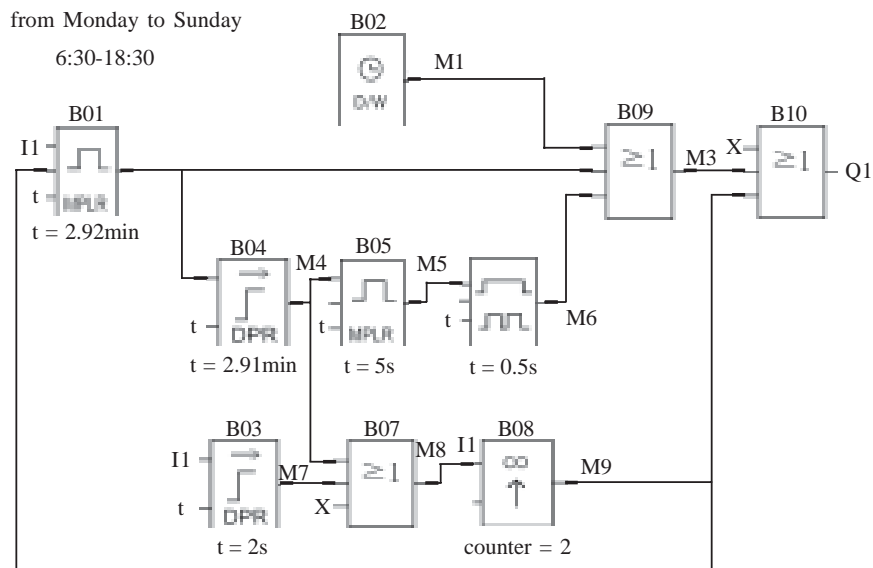 from Monday to Sunday
6:30-18:30
B02
D/W
M1
B01
I1
t
MPLR
t = 2.92min
B09
≥1
M3
B10
X
≥1
Q1
B04
t
DPR
t = 2.91min
M4
B05
t
MPLR
t = 5s
M5
t
t = 0.5s
M6
B03
I1
t
DPR
t = 2s
M7
B07
≥1
X
M8
I1
B08
∞
counter = 2
M9